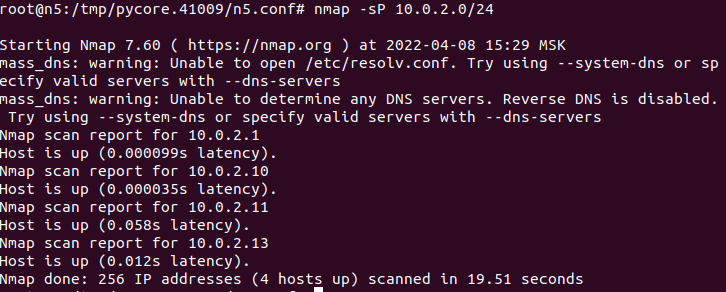 root@n5:/tmp/pycore.41009/n5.conf# nmap -sP 10.0.2.0/24
Starting Nmap 7.60 ( https://nmap.org ) at 2022-04-08 15:29 MSK
mass_dns: warning: Unable to open /etc/resolv.conf. Try using --system-dns or sp
ecify valid servers with --dns-servers
mass_dns: warning: Unable to determine any DNS servers. Reverse DNS is disabled.
 Try using --system-dns or specify valid servers with --dns-servers
Nmap scan report for 10.0.2.1
Host is up (0.000099s latency).
Nmap scan report for 10.0.2.10
Host is up (0.000035s latency).
Nmap scan report for 10.0.2.11
Host is up (0.058s latency).
Nmap scan report for 10.0.2.13
Host is up (0.012s latency).
Nmap done: 256 IP addresses (4 hosts up) scanned in 19.51 seconds